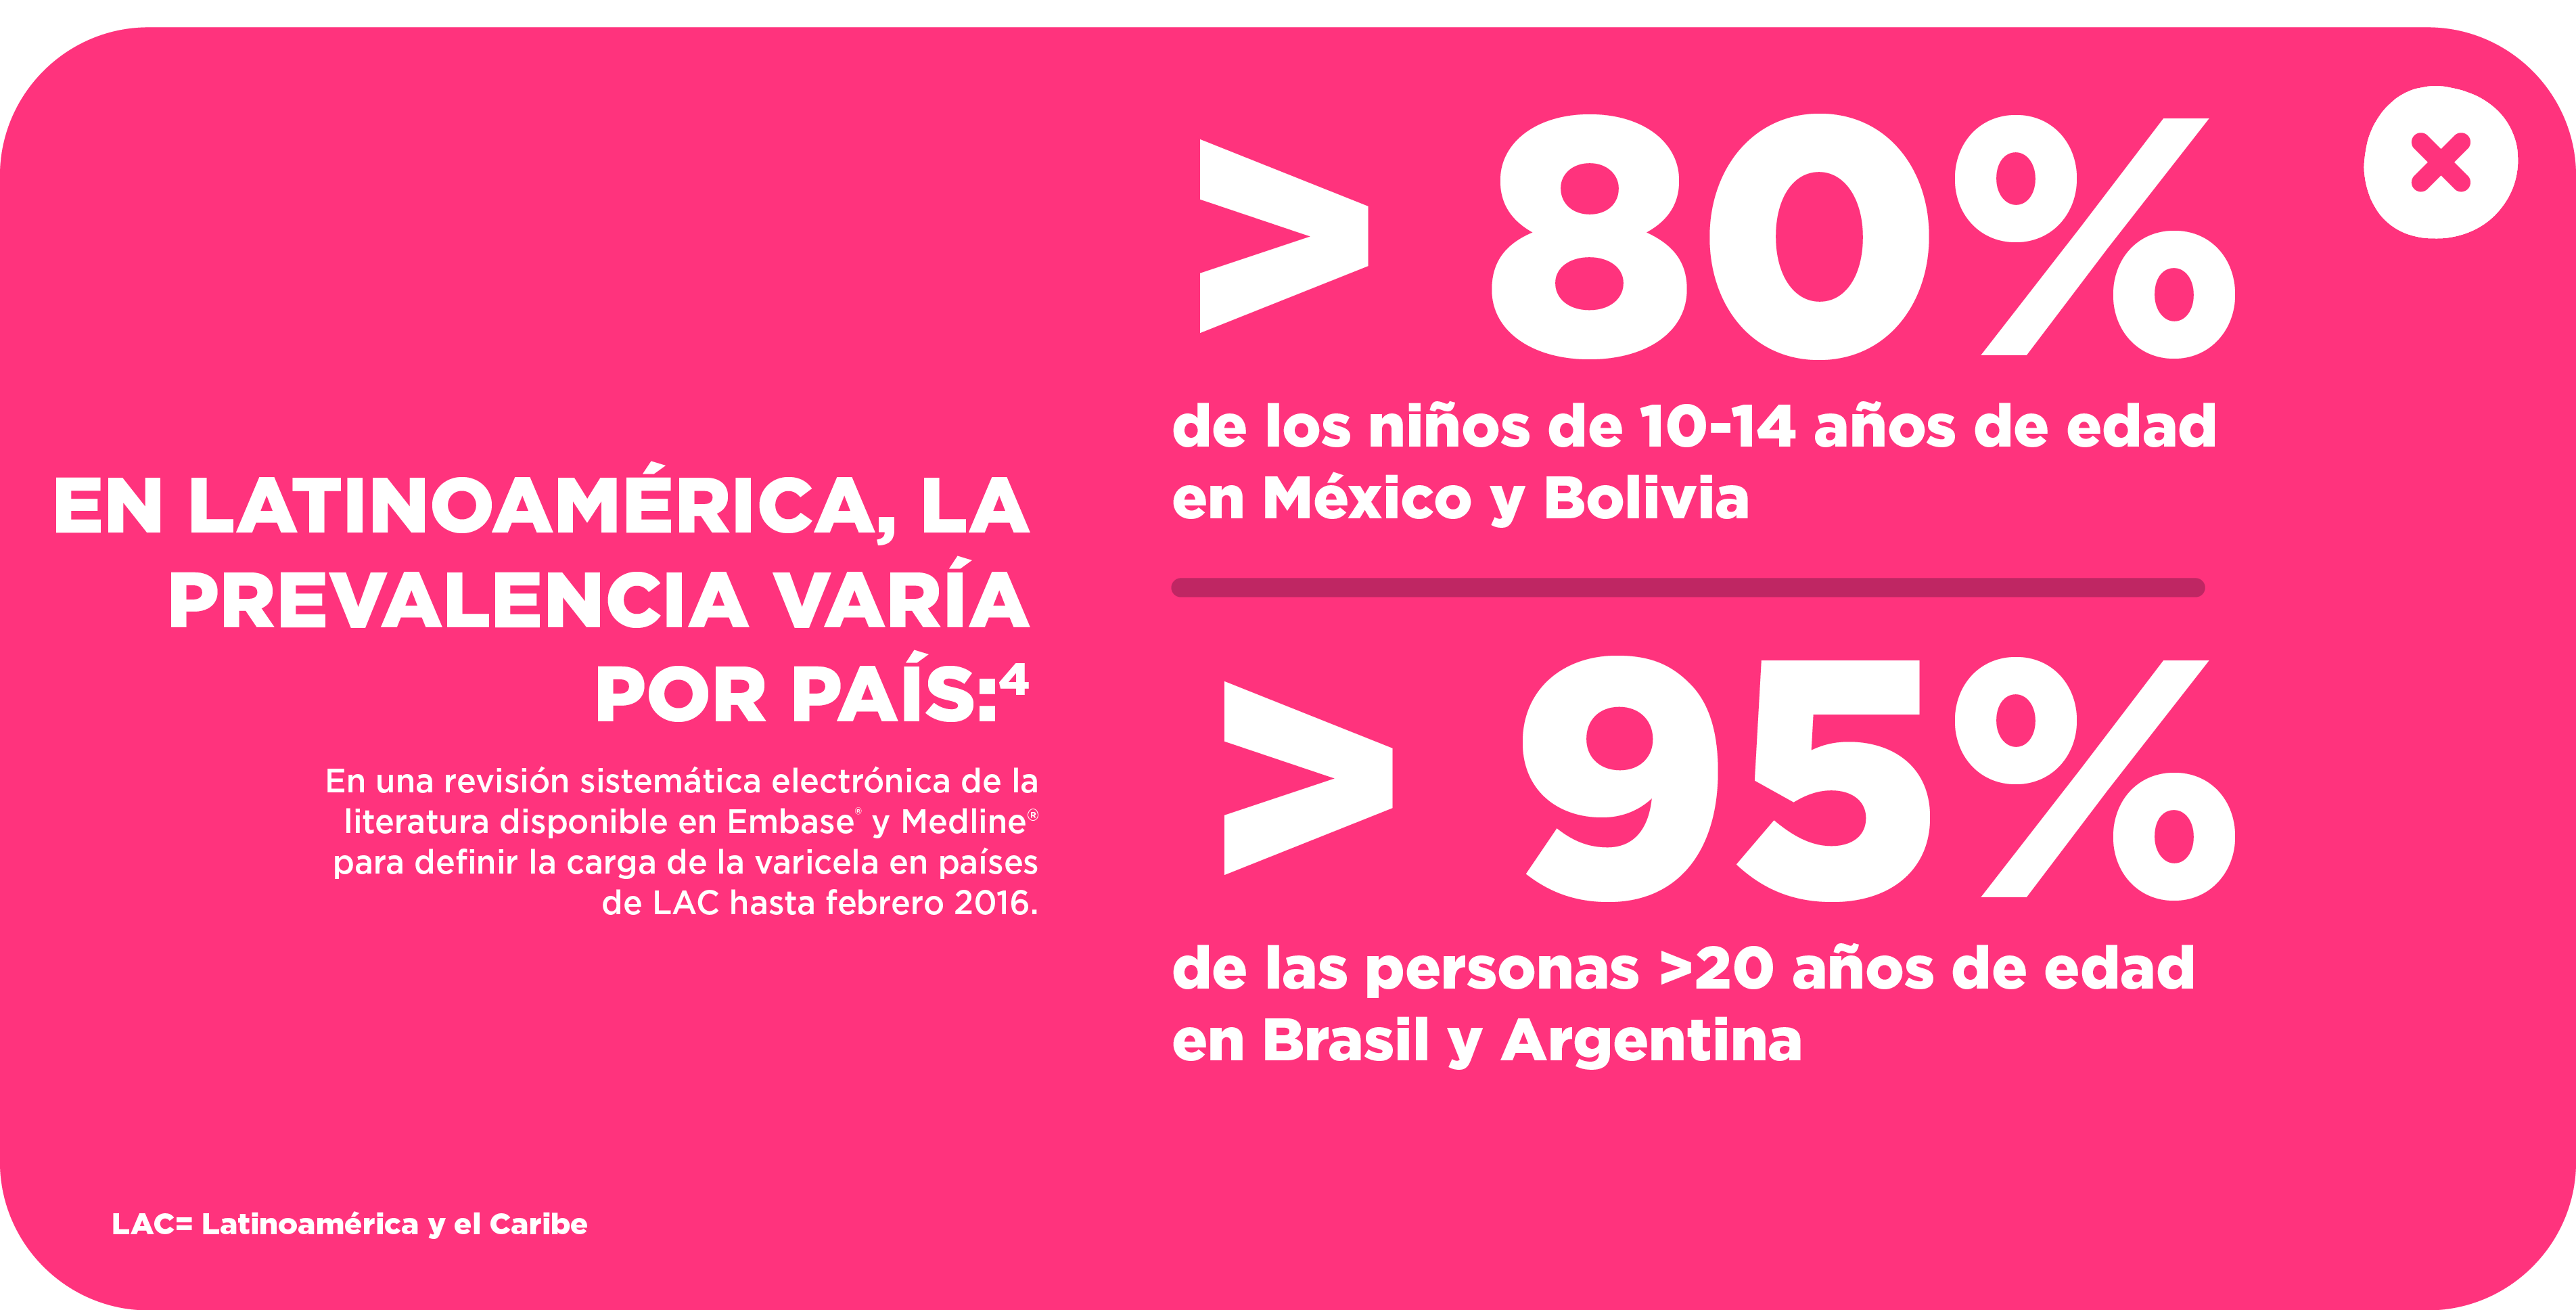 EN LATINOAMÉRICA, LA
PREVALENCIA VARÍA
POR PAÍS:⁴
En una revisión sistemática electrónica de la
literatura disponible en Embase® y Medline®
para definir la carga de la varicela en países
de LAC hasta febrero 2016.
> 80%
de los niños de 10-14 años de edad
en México y Bolivia
> 95%
de las personas >20 años de edad
en Brasil y Argentina
LAC= Latinoamérica y el Caribe